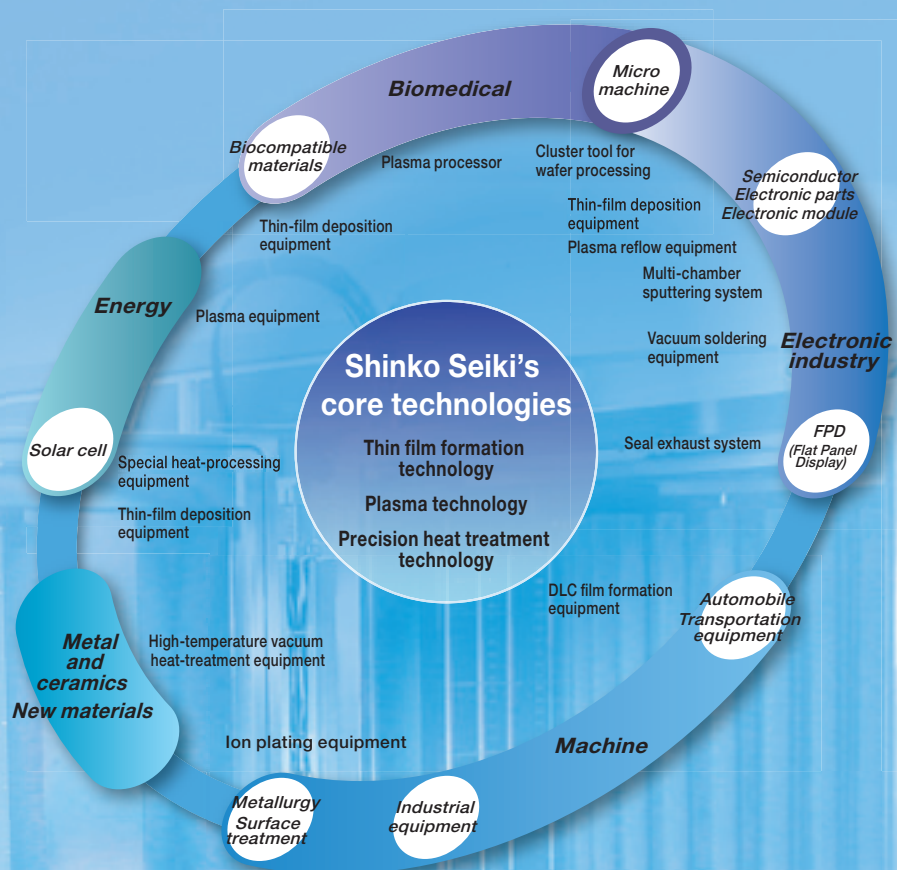 Biomedical
Micro
machine
Biocompatible
materials
Plasma processor
Cluster tool for
wafer processing
Semiconductor
Electronic parts
Electronic module
Thin-film deposition
equipment
Thin-film deposition
equipment
Plasma reflow equipment
Multi-chamber
sputtering system
Energy
Plasma equipment
Vacuum soldering
equipment
Electronic
industry
Shinko Seiki's
core technologies
Thin film formation
technology
Plasma technology
Precision heat treatment
technology
Solar cell
Seal exhaust system
FPD
(Flat Panel
Display)
Special heat-processing
equipment
Thin-film deposition
equipment
DLC film formation
equipment
Automobile
Transportation
equipment
Metal
and
ceramics
New materials
High-temperature vacuum
heat-treatment equipment
Ion plating equipment
Machine
Metallurgy
Surface
treatment
Industrial
equipment